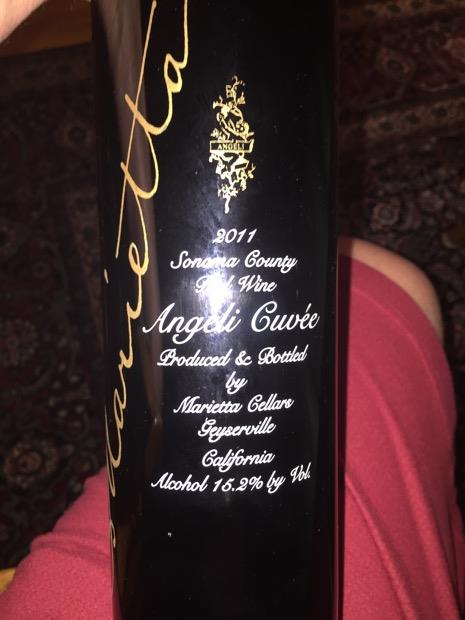 Marietta
ANGELI
2011
Sonoma County
Red Wine
Angeli Cuvée
Produced & Bottled
by
Marietta Cellars
Geyserville
California
Alcohol 15.2% by Vol.